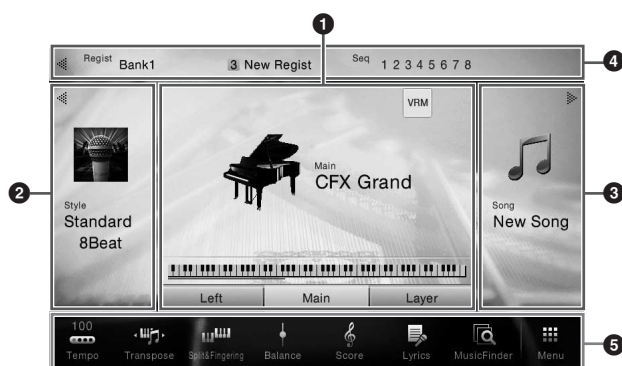 1
Regist Bank1 3 New Regist Seq 1 2 3 4 5 6 7 8
4
VRM
2
Style
Standard
8Beat
Main
CFX Grand
Song
New Song
3
Left Main Layer
100
Tempo Transpose Split&Fingering Balance Score Lyrics MusicFinder Menu
5